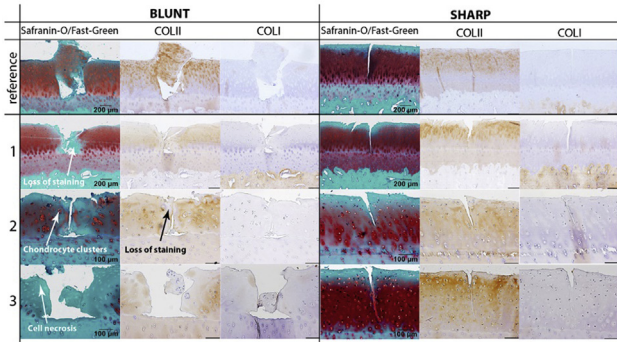 BLUNT
SHARP
Safranin-O/Fast-Green COLII COLI
Safranin-O/Fast-Green COLII COLI
reference
200 µm
200 µm
1
Loss of staining
200 µm
200 µm
2
Chondrocyte clusters
100 µm
Loss of staining
100 µm
3
Cell necrosis
100 µm
100 µm